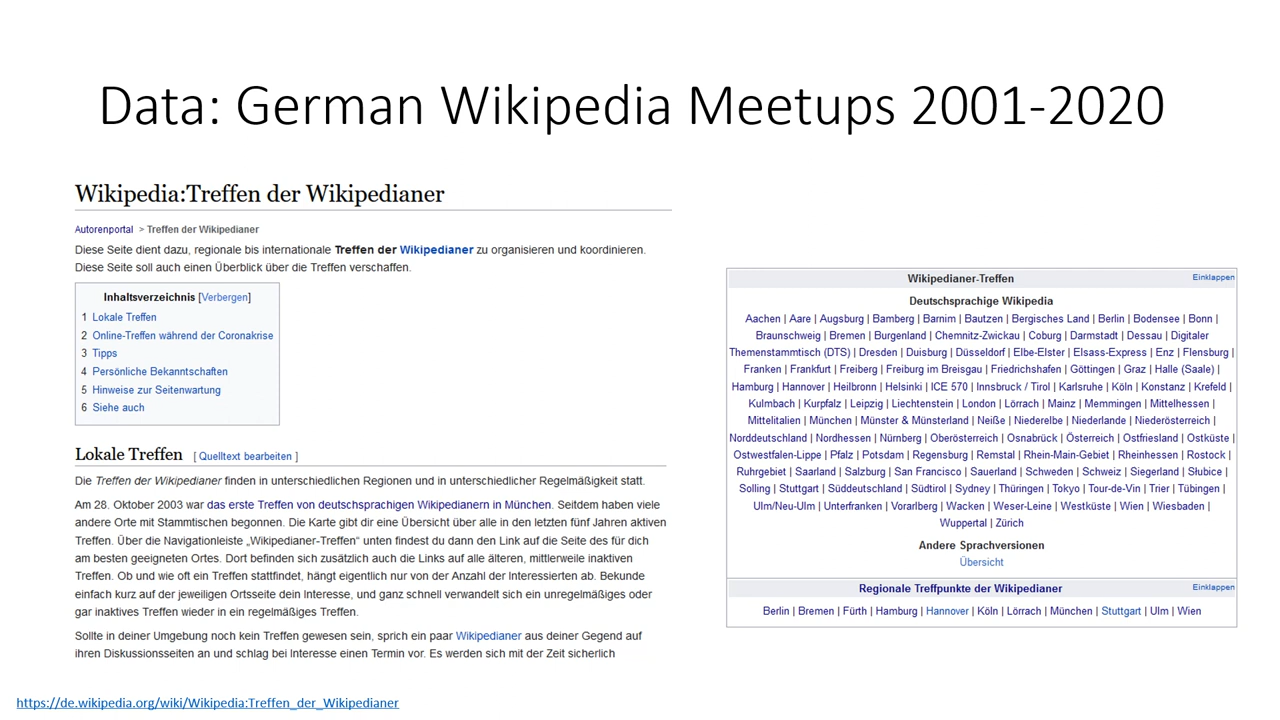 Data: German Wikipedia Meetups 2001-2020
Wikipedia:Treffen der Wikipedianer
Autorenportal > Treffen der Wikipedianer
Diese Seite dient dazu, regionale bis internationale Treffen der Wikipedianer zu organisieren und koordinieren.
Diese Seite soll auch einen Überblick über die Treffen verschaffen.
Inhaltsverzeichnis [Verbergen]
1 Lokale Treffen
2 Online-Treffen während der Coronakrise
3 Tipps
4 Persönliche Bekanntschaften
5 Hinweise zur Seitenwartung
6 Siehe auch
Lokale Treffen [ Quelltext bearbeiten ]
Die Treffen der Wikipedianer finden in unterschiedlichen Regionen und in unterschiedlicher Regelmäßigkeit statt.
Am 28. Oktober 2003 war das erste Treffen von deutschsprachigen Wikipedianern in München. Seitdem haben viele
andere Orte mit Stammtischen begonnen. Die Karte gibt dir eine Übersicht über alle in den letzten fünf Jahren aktiven
Treffen. Über die Navigationleiste „Wikipedianer-Treffen“ unten findest du dann den Link auf die Seite des für dich
am besten geeigneten Ortes. Dort befinden sich zusätzlich auch die Links auf alle älteren, mittlerweile inaktiven
Treffen. Ob und wie oft ein Treffen stattfindet, hängt eigentlich nur von der Anzahl der Interessierten ab. Bekunde
einfach kurz auf der jeweiligen Ortsseite dein Interesse, und ganz schnell verwandelt sich ein unregelmäßiges oder
gar inaktives Treffen wieder in ein regelmäßiges Treffen.
Sollte in deiner Umgebung noch kein Treffen gewesen sein, sprich ein paar Wikipedianer aus deiner Gegend auf
ihren Diskussionsseiten an und schlag bei Interesse einen Termin vor. Es werden sich mit der Zeit sicherlich
Wikipedianer-Treffen Einklappen
Deutschsprachige Wikipedia
Aachen | Aare | Augsburg | Bamberg | Barnim | Bautzen | Bergisches Land | Berlin | Bodensee | Bonn |
Braunschweig | Bremen | Burgenland | Chemnitz-Zwickau | Coburg | Darmstadt | Dessau | Digitaler
Themenstammtisch (DTS) | Dresden | Duisburg | Düsseldorf | Elbe-Elster | Elsass-Express | Enz | Flensburg |
Franken | Frankfurt | Freiberg | Freiburg im Breisgau | Friedrichshafen | Göttingen | Graz | Halle (Saale) |
Hamburg | Hannover | Heilbronn | Helsinki | ICE 570 | Innsbruck / Tirol | Karlsruhe | Köln | Konstanz | Krefeld |
Kulmbach | Kurpfalz | Leipzig | Liechtenstein | London | Lörrach | Mainz | Memmingen | Mittelhessen |
Mittelitalien | München | Münster & Münsterland | Neiße | Niederelbe | Niederlande | Niederösterreich |
Norddeutschland | Nordhessen | Nürnberg | Oberösterreich | Osnabrück | Österreich | Ostfriesland | Ostküste |
Ostwestfalen-Lippe | Pfalz | Potsdam | Regensburg | Remstal | Rhein-Main-Gebiet | Rheinhessen | Rostock |
Ruhrgebiet | Saarland | Salzburg | San Francisco | Sauerland | Schweden | Schweiz | Siegerland | Słubice |
Solling | Stuttgart | Süddeutschland | Südtirol | Sydney | Thüringen | Tokyo | Tour-de-Vin | Trier | Tübingen |
Ulm/Neu-Ulm | Unterfranken | Vorarlberg | Wacken | Weser-Leine | Westküste | Wien | Wiesbaden |
Wuppertal | Zürich
Andere Sprachversionen
Übersicht
Regionale Treffpunkte der Wikipedianer Einklappen
Berlin | Bremen | Fürth | Hamburg | Hannover | Köln | Lörrach | München | Stuttgart | Ulm | Wien
https://de.wikipedia.org/wiki/Wikipedia:Treffen_der_Wikipedianer